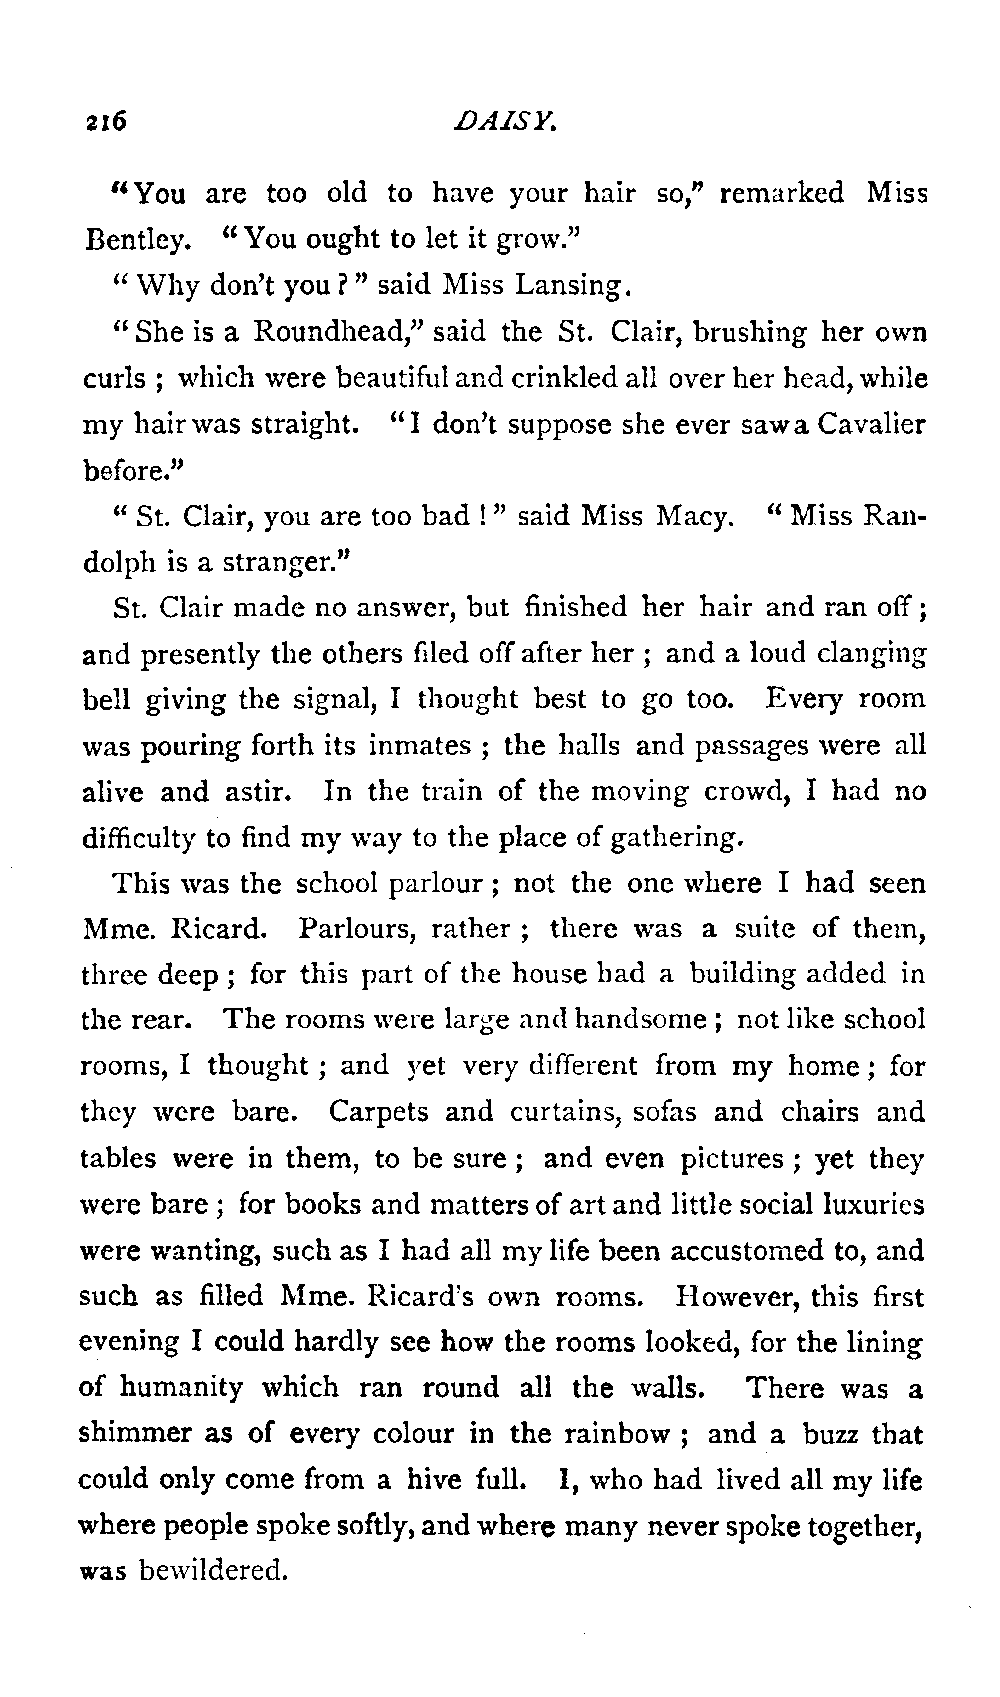 216 DAISY.
“You are too old to have your hair so,” remarked Miss
Bentley. “You ought to let it grow.”
“Why don’t you?” said Miss Lansing.
“She is a Roundhead,” said the St. Clair, brushing her own
curls; which were beautiful and crinkled all over her head, while
my hair was straight. “I don’t suppose she ever saw a Cavalier
before.”
“St. Clair, you are too bad!” said Miss Macy. “Miss Ran-
dolph is a stranger.”
St. Clair made no answer, but finished her hair and ran off;
and presently the others filed off after her; and a loud clanging
bell giving the signal, I thought best to go too. Every room
was pouring forth its inmates; the halls and passages were all
alive and astir. In the train of the moving crowd, I had no
difficulty to find my way to the place of gathering.
This was the school parlour; not the one where I had seen
Mme. Ricard. Parlours, rather; there was a suite of them,
three deep; for this part of the house had a building added in
the rear. The rooms were large and handsome; not like school
rooms, I thought; and yet very different from my home; for
they were bare. Carpets and curtains, sofas and chairs and
tables were in them, to be sure; and even pictures; yet they
were bare; for books and matters of art and little social luxuries
were wanting, such as I had all my life been accustomed to, and
such as filled Mme. Ricard’s own rooms. However, this first
evening I could hardly see how the rooms looked, for the lining
of humanity which ran round all the walls. There was a
shimmer as of every colour in the rainbow; and a buzz that
could only come from a hive full. I, who had lived all my life
where people spoke softly, and where many never spoke together,
was bewildered.